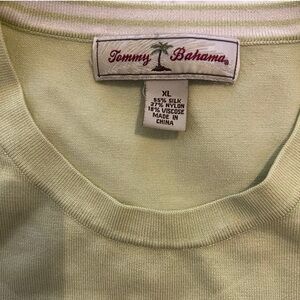 Tommy Bahama®
XL
55% SILK
27% NYLON
18% VISCOSE
MADE IN
CHINA